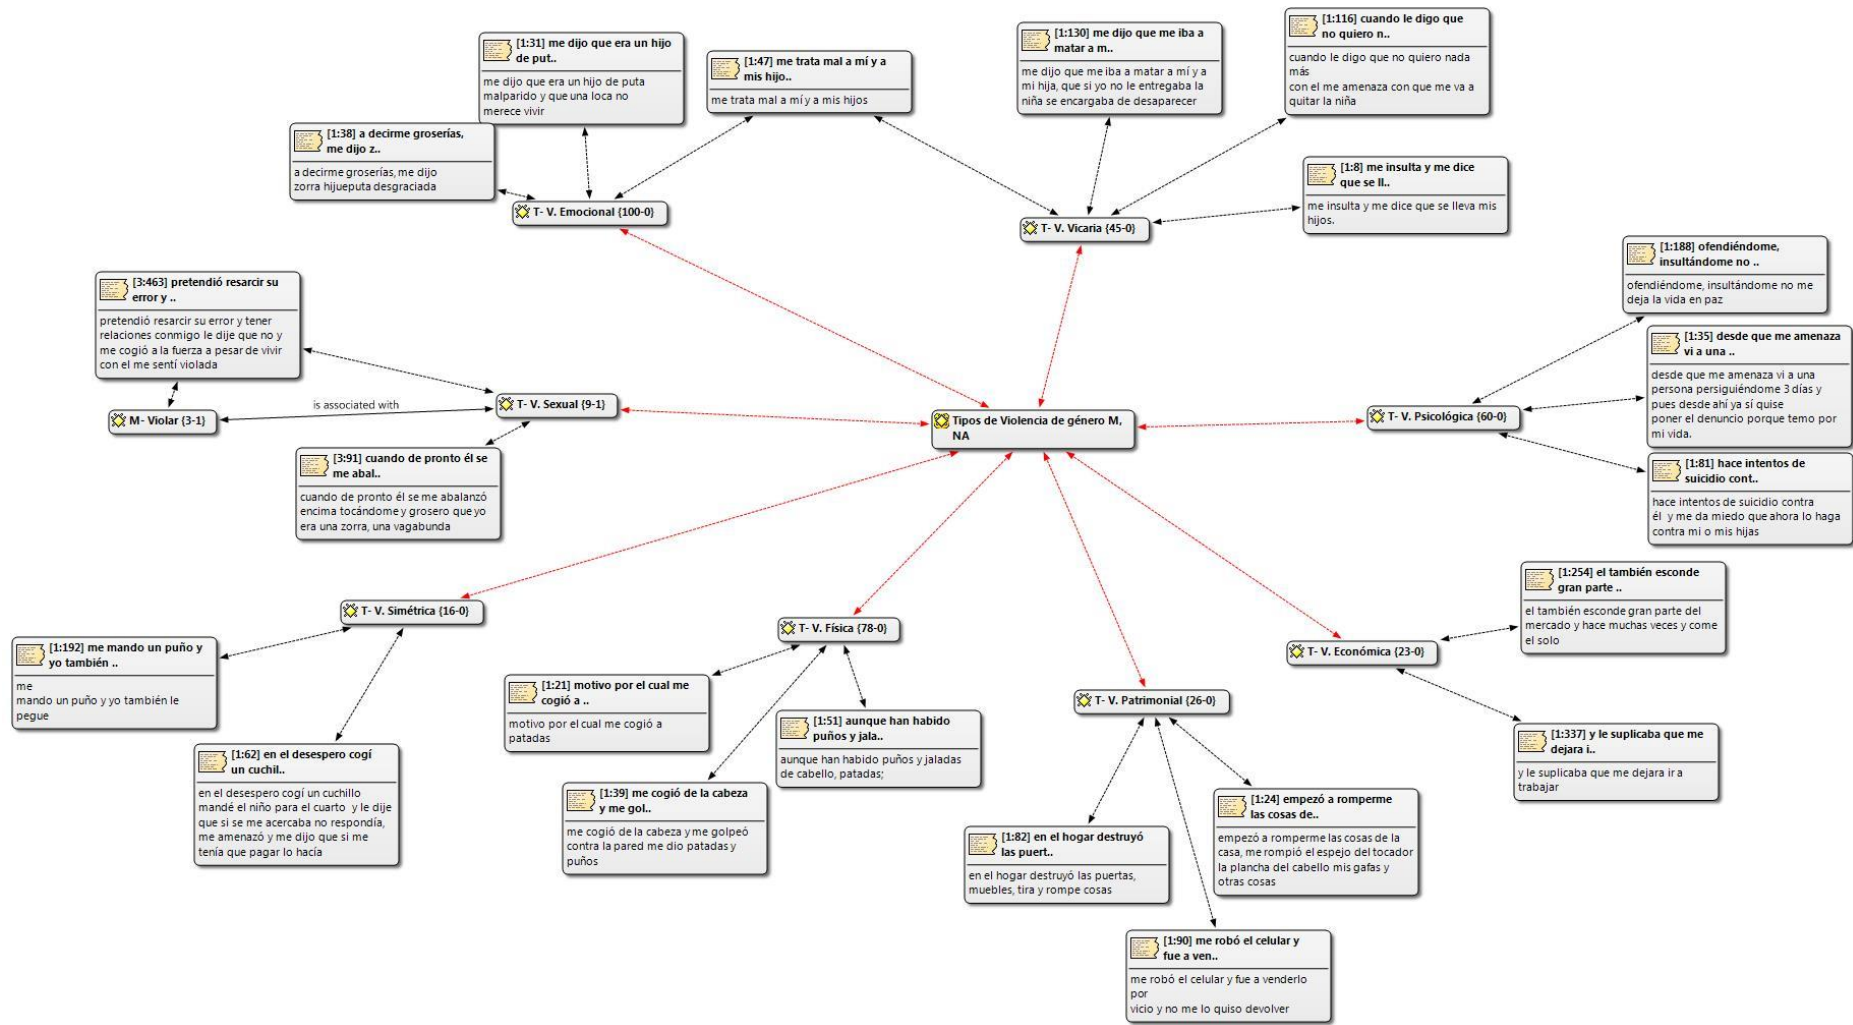 [1:31] me dijo que era un hijo
de put..
me dijo que era un hijo de puta
malparido y que una loca no
merece vivir
[1:47] me trata mal a mí y a
mis hijo..
me trata mal a mí y a mis hijos
[1:130] me dijo que me iba a
matar a m..
me dijo que me iba a matar a mí y a
mi hija, que si yo no le entregaba la
niña se encargaba de desaparecer
[1:116] cuando le digo que
no quiero n..
cuando le digo que no quiero nada
más
con el me amenaza con que me va a
quitar la niña
[1:38] a decirme groserías,
me dijo z..
a decirme groserías, me dijo
zorra hijueputa desgraciada
[1:8] me insulta y me dice
que se ll..
me insulta y me dice que se lleva mis
hijos.
T- V. Emocional {100-0}
T- V. Vicaria {45-0}
[1:188] ofendiéndome,
insultándome no ..
ofendiéndome, insultándome no me
deja la vida en paz
[3:463] pretendió resarcir su
error y ..
pretendió resarcir su error y tener
relaciones conmigo le dije que no y
me cogió a la fuerza a pesar de vivir
con el me sentí violada
[1:35] desde que me amenaza
vi a una ..
desde que me amenaza vi a una
persona persiguiéndome 3 días y
pues desde ahí ya sí quise
poner el denuncio porque temo por
mi vida.
is associated with
M- Violar {3-1}
T- V. Sexual {9-1}
Tipos de Violencia de género M,
NA
T- V. Psicológica {60-0}
[3:91] cuando de pronto él se
me abal..
cuando de pronto él se me abalanzó
encima tocándome y grosero que yo
era una zorra, una vagabunda
[1:81] hace intentos de
suicidio cont..
hace intentos de suicidio contra
él y me da miedo que ahora lo haga
contra mi o mis hijas
T- V. Simétrica {16-0}
T- V. Física {78-0}
[1:254] el también esconde
gran parte ..
el también esconde gran parte del
mercado y hace muchas veces y come
el solo
T- V. Económica {23-0}
[1:192] me mando un puño y
yo también ..
me
mando un puño y yo también le
pegue
[1:21] motivo por el cual me
cogió a ..
motivo por el cual me cogió a
patadas
T- V. Patrimonial {26-0}
[1:51] aunque han habido
puños y jala..
aunque han habido puños y jaladas
de cabello, patadas;
[1:337] y le suplicaba que me
dejara i..
y le suplicaba que me dejara ir a
trabajar
[1:62] en el desespero cogí
un cuchil..
en el desespero cogí un cuchillo
mandé el niño para el cuarto y le dije
que si se me acercaba no respondía,
me amenazó y me dijo que si me
tenía que pagar lo hacía
[1:39] me cogió de la cabeza
y me gol..
me cogió de la cabeza y me golpeó
contra la pared me dio patadas y
puños
[1:24] empezó a romperme
las cosas de..
empezó a romperme las cosas de la
casa, me rompió el espejo del tocador
la plancha del cabello mis gafas y
otras cosas
[1:82] en el hogar destruyó
las puert..
en el hogar destruyó las puertas,
muebles, tira y rompe cosas
[1:90] me robó el celular y
fue a ven..
me robó el celular y fue a venderlo
por
vicio y no me lo quiso devolver